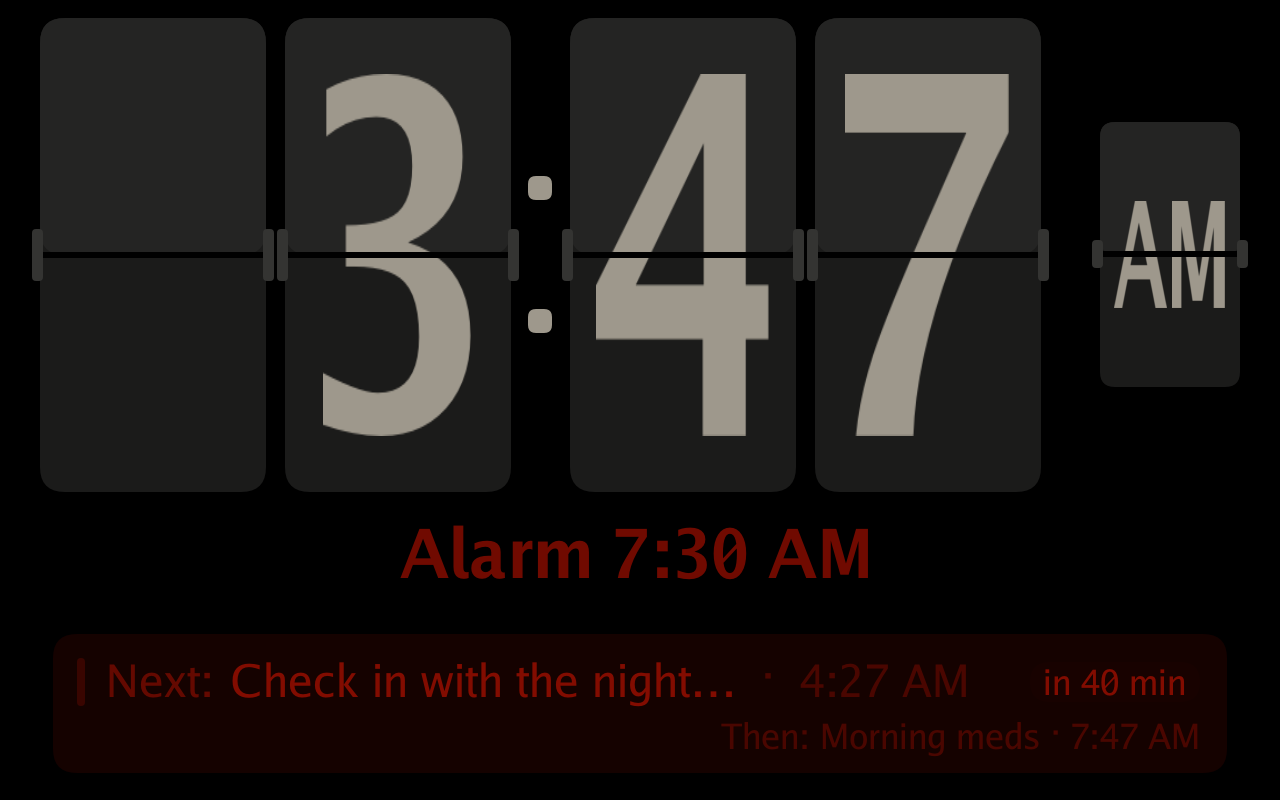 3:47 AM
Alarm 7:30 AM
Next: Check in with the night… · 4:27 AM in 40 min
Then: Morning meds · 7:47 AM